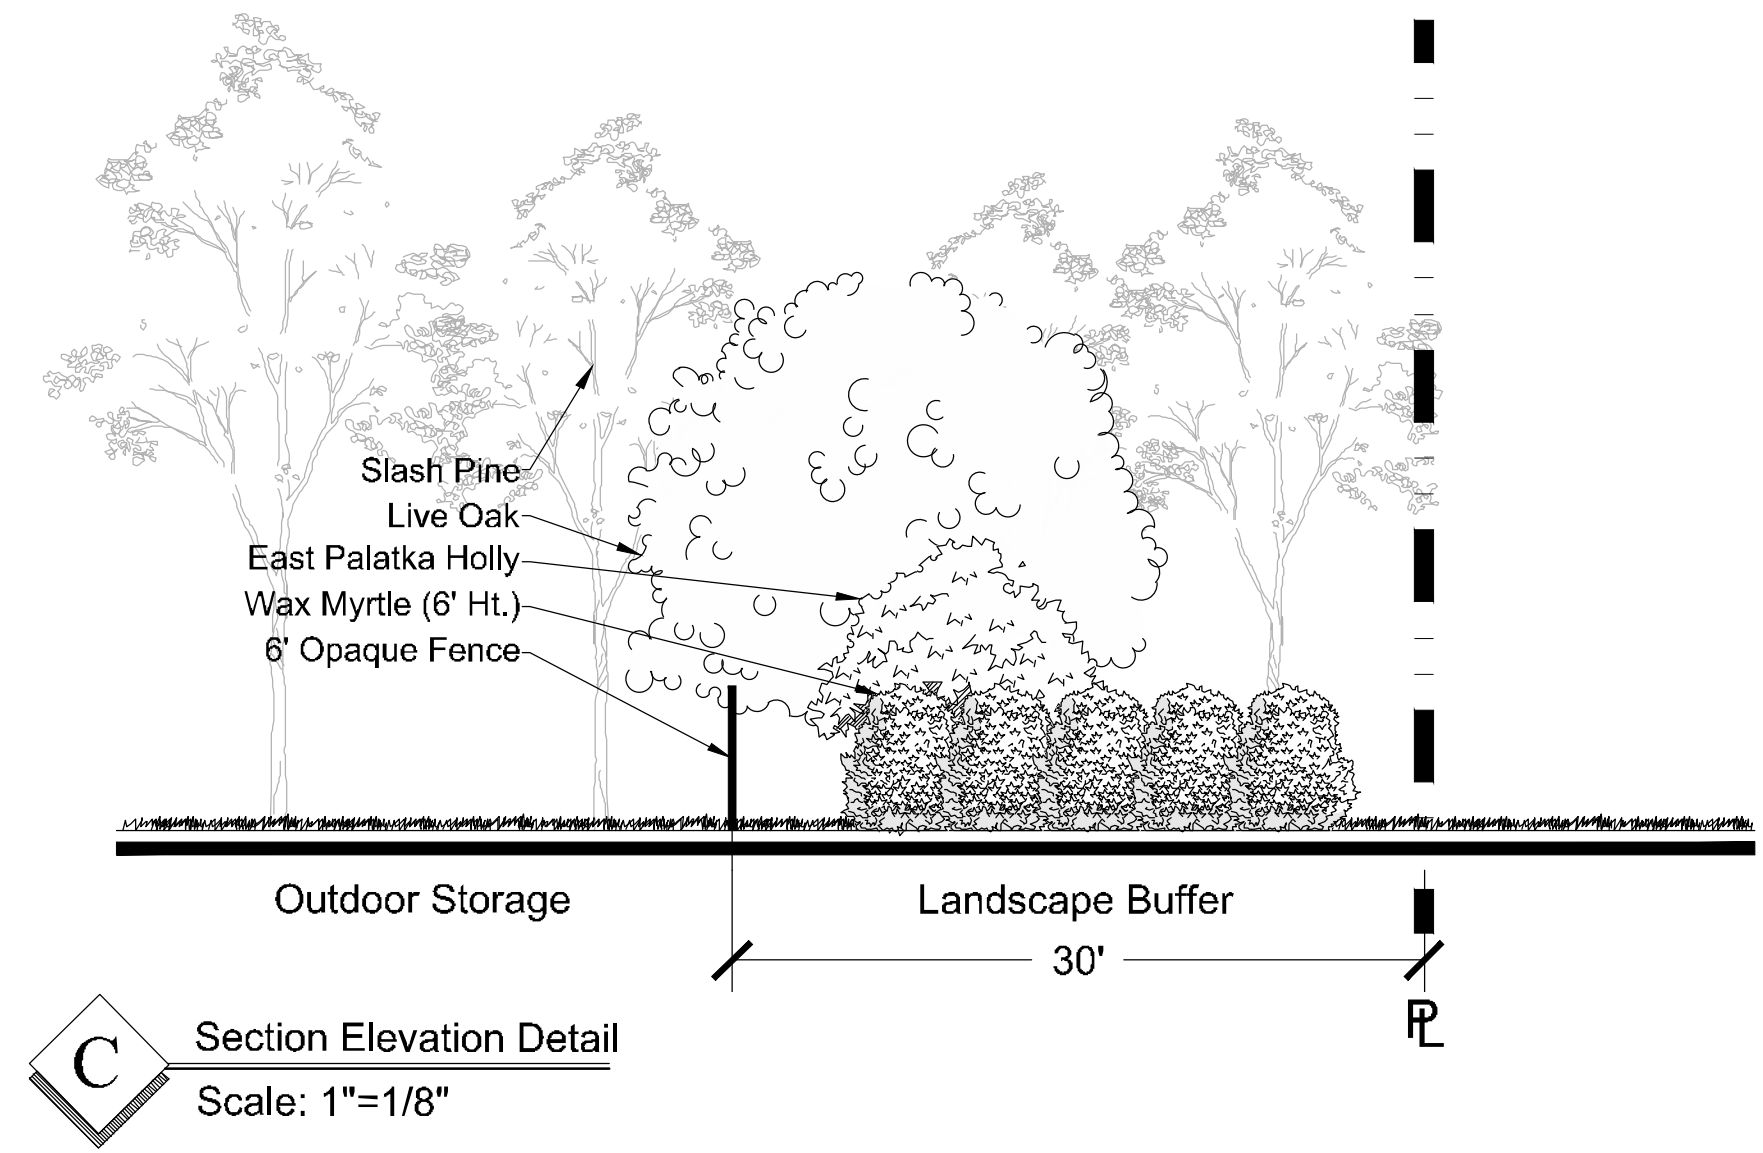 Slash Pine
Live Oak
East Palatka Holly
Wax Myrtle (6' Ht.)
6' Opaque Fence
Outdoor Storage
Landscape Buffer
30'
PL
C
Section Elevation Detail
Scale: 1"=1/8"